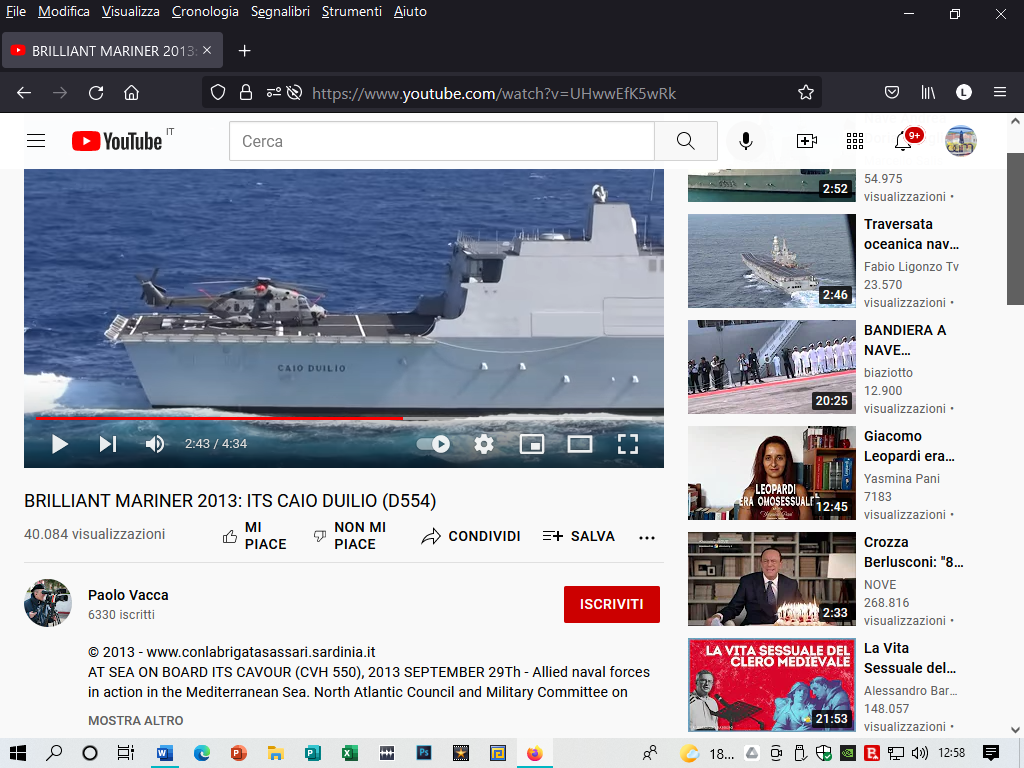 File Modifica Visualizza Cronologia Segnalibri Strumenti Aiuto
BRILLIANT MARINER 2013:
https://www.youtube.com/watch?v=UHwwEfK5wRk
L
YouTube IT
Cerca
9+
CAIO DUILIO
2:43 / 4:34
BRILLIANT MARINER 2013: ITS CAIO DUILIO (D554)
40.084 visualizzazioni
MI PIACE
NON MI PIACE
CONDIVIDI
SALVA
Paolo Vacca
6330 iscritti
ISCRIVITI
© 2013 - www.conlabrigatasassari.sardinia.it
AT SEA ON BOARD ITS CAVOUR (CVH 550), 2013 SEPTEMBER 29Th - Allied naval forces
in action in the Mediterranean Sea. North Atlantic Council and Military Committee on
MOSTRA ALTRO
2:52
54.975
visualizzazioni •
2:46
Traversata
oceanica nav...
Fabio Ligonzo Tv
23.570
visualizzazioni •
20:25
BANDIERA A
NAVE...
biaziotto
12.900
visualizzazioni •
LEOPARDI
ERA OMOSESSUALE
12:45
Giacomo
Leopardi era...
Yasmina Pani
7183
visualizzazioni •
2:33
Crozza
Berlusconi: "8...
NOVE
268.816
visualizzazioni •
LA VITA SESSUALE DEL
CLERO MEDIEVALE
21:53
La Vita
Sessuale del...
Alessandro Bar...
148.057
visualizzazioni •
18...
12:58